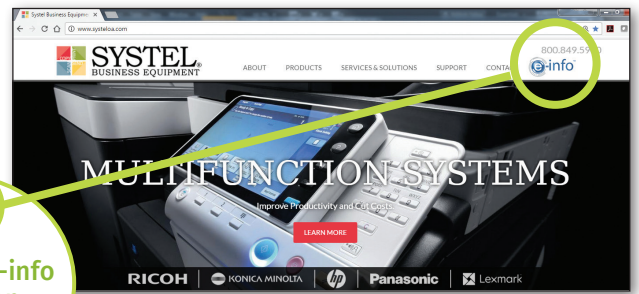 Systel Business Equipme
www.systeloa.com
SYSTEL®
BUSINESS EQUIPMENT
ABOUT PRODUCTS SERVICES & SOLUTIONS SUPPORT
e-info
MULTIFUNCTION SYSTEMS
Improve Productivity and Cut Costs.
LEARN MORE
-info
RICOH KONICA MINOLTA hp Panasonic Lexmark